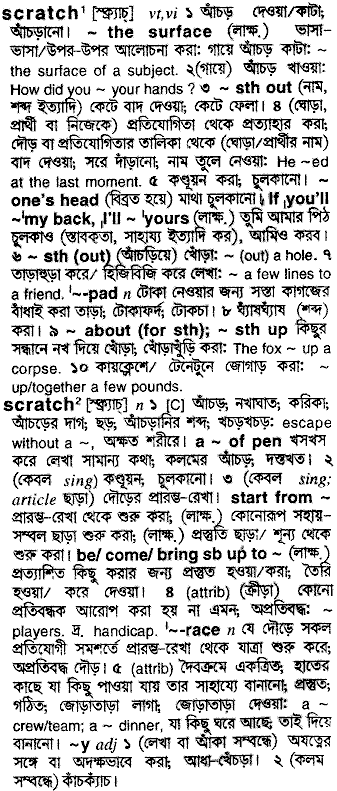 scratch¹ [স্ক্র্যাচ্] vt,vi ১ আঁচড় দেওয়া/কাটা;
আঁচড়ানো। ~ the surface (লাক্ষ.) ভাসা-
ভাসা/উপর-উপর আলোচনা করা: গায়ে আঁচড় কাটা: ~
the surface of a subject. ২(গায়ে) আঁচড় খাওয়া:
How did you ~ your hands ? ৩ ~ sth out (নাম,
শব্দ ইত্যাদি) কেটে বাদ দেওয়া; কেটে ফেলা। ৪ (ঘোড়া,
প্রার্থী বা নিজেকে) প্রতিযোগিতা থেকে প্রত্যাহার করা;
দৌড় বা প্রতিযোগিতার তালিকা থেকে (ঘোড়া/প্রার্থীর নাম)
বাদ দেওয়া; সরে দাঁড়ানো; নাম তুলে নেওয়া: He ~ed
at the last moment. ৫ কণ্ডূয়ন করা; চুলকানো। ~
one's head (বিব্রত হয়ে) মাথা চুলকানো। If you'll
~ my back, I'll ~ yours (লাক্ষ.) তুমি আমার পিঠ
চুলকাও (স্তাবকতা, সাহায্য ইত্যাদি কর), আমিও করব।
৬ ~ sth (out) (আঁচড়িয়ে) খোঁড়া: ~ (out) a hole. ৭
তাড়াহুড়া করে/ হিজিবিজি করে লেখা: ~ a few lines to
a friend. ˈ~-pad n টোকা নেওয়ার জন্য সস্তা কাগজের
বাঁধাই করা তাড়া; টোকাফর্দ; টোকচা। ৮ ঘ্যাঁষঘ্যাঁষ (শব্দ)
করা। ৯ ~ about (for sth); ~ sth up কিছুর
সন্ধানে নখ দিয়ে খোঁড়া; খোঁড়াখুঁড়ি করা: The fox ~ up a
corpse. ১০ কায়ক্লেশে/ টেনেটুনে জোগাড় করা: ~
up/together a few pounds.
scratch² [স্ক্র্যাচ্] n ১ [C] আঁচড়; নখাঘাত; করিকা;
আঁচড়ের দাগ; ছড়; আঁচড়ানির শব্দ; খচড়খচড়: escape
without a ~, অক্ষত শরীরে। a ~ of pen খসখস
করে লেখা সামান্য কথা; কলমের আঁচড়; দস্তখত। ২
(কেবল sing) কণ্ডূয়ন; চুলকানো। ৩ (কেবল sing;
article ছাড়া) দৌড়ের প্রারম্ভ-রেখা। start from ~
প্রারম্ভ-রেখা থেকে শুরু করা; (লাক্ষ.) কোনোরূপ সহায়-
সম্বল ছাড়া শুরু করা; (লাক্ষ.) প্রস্তুতি ছাড়া/ শূন্য থেকে
শুরু করা। be/ come/ bring sb up to ~ (লাক্ষ.)
প্রত্যাশিত কিছু করার জন্য প্রস্তুত হওয়া/করা; তৈরি
হওয়া/ করে দেওয়া। ৪ (attrib) (ক্রীড়া) কোনো
প্রতিবন্ধক আরোপ করা হয় না এমন; অপ্রতিবদ্ধ: ~
players. দ্র. handicap. ˈ~-race n যে দৌড়ে সকল
প্রতিযোগী সমশর্তে প্রারম্ভ-রেখা থেকে যাত্রা শুরু করে;
অপ্রতিবদ্ধ দৌড়। ৫ (attrib) দৈবক্রমে একত্রিত; হাতের
কাছে যা কিছু পাওয়া যায় তার সাহায্যে বানানো; প্রস্তুত;
গঠিত; জোড়াতাড়া লাগা; জোড়াতাড়া দেওয়া: a ~
crew/team; a ~ dinner, যা কিছু ঘরে আছে; তাই দিয়ে
বানানো। ~y adj ১ (লেখা বা আঁকা সম্বন্ধে) অযত্নের
সঙ্গে বা অদক্ষভাবে করা; আধা-খেঁচড়া। ২ (কলম
সম্বন্ধে) কাঁচকাঁচ।